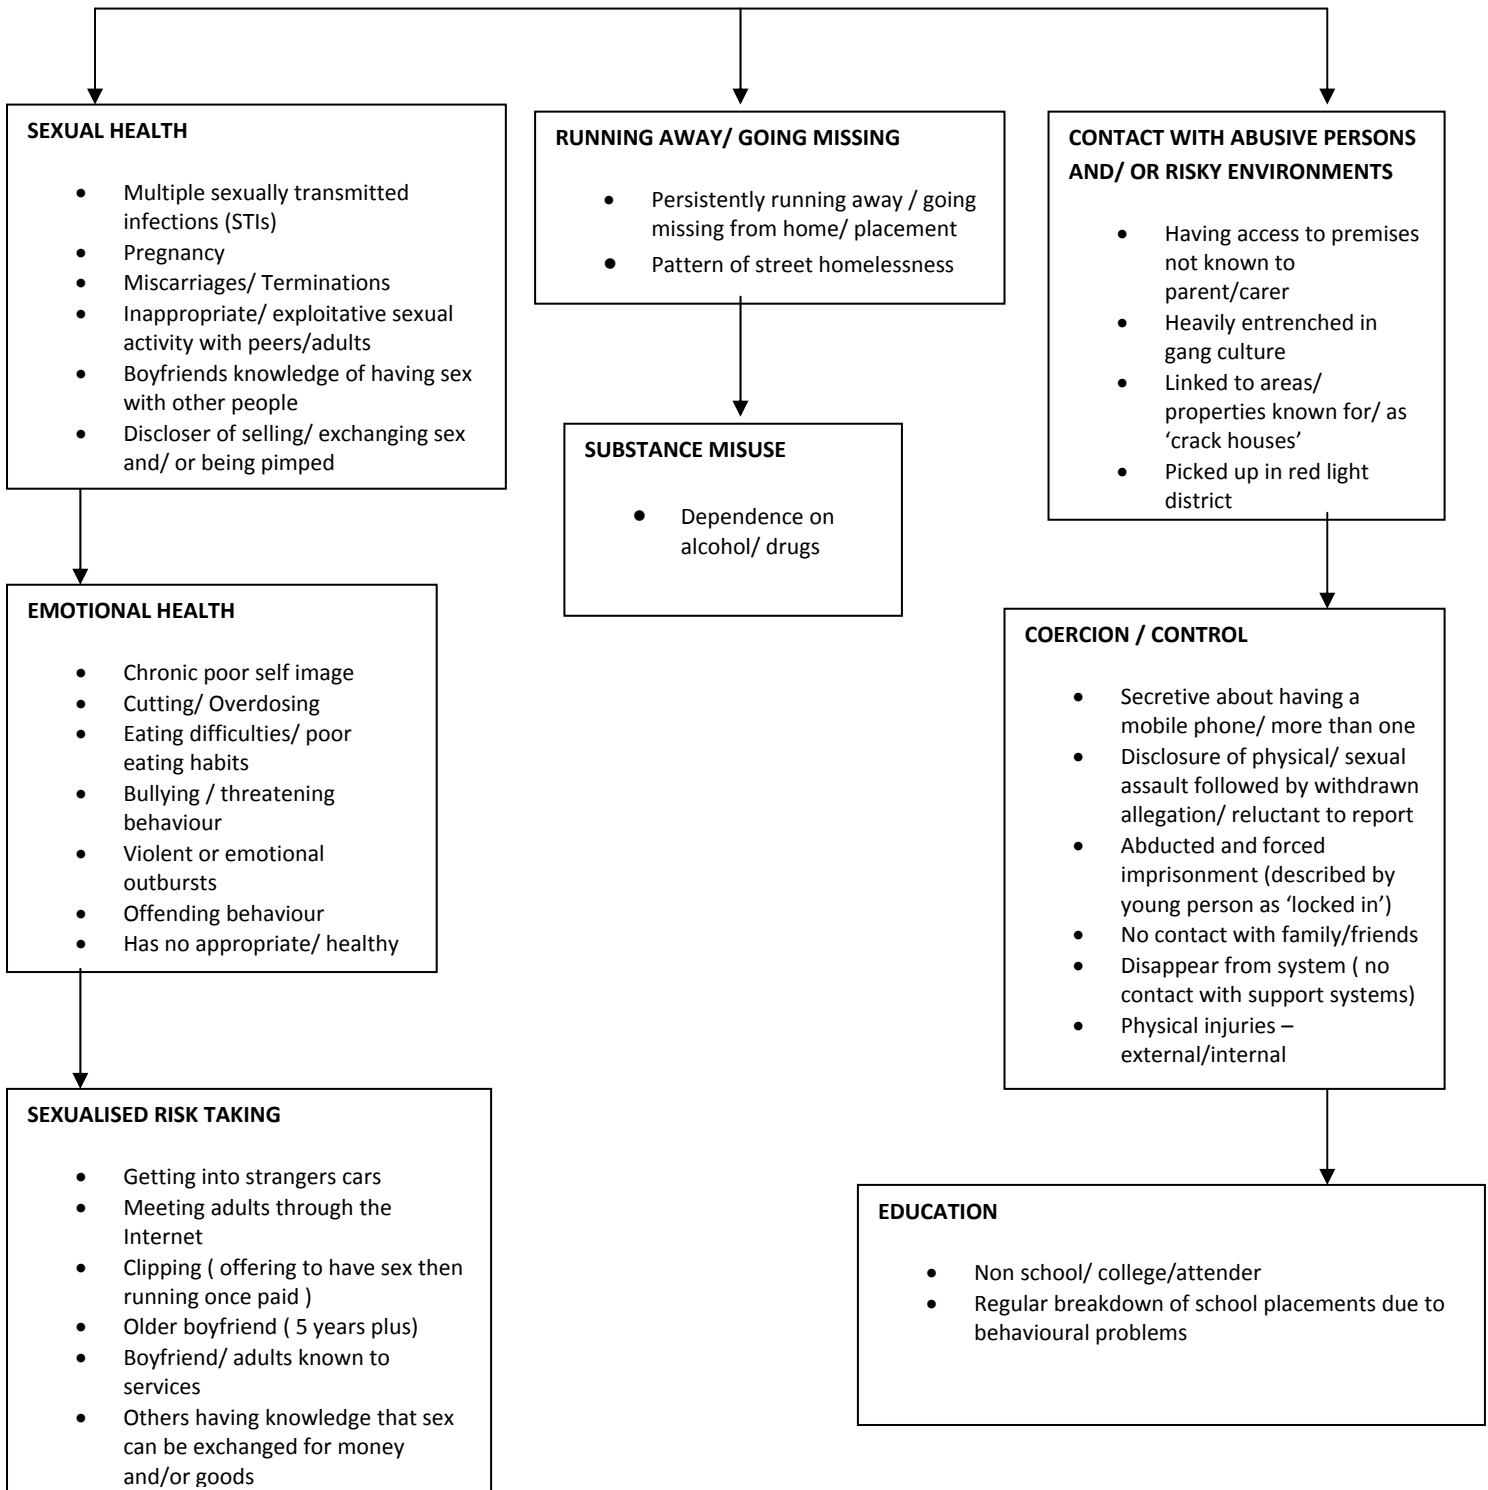 SEXUAL HEALTH
• Multiple sexually transmitted
infections (STIs)
• Pregnancy
• Miscarriages/ Terminations
• Inappropriate/ exploitative sexual
activity with peers/adults
• Boyfriends knowledge of having sex
with other people
• Discloser of selling/ exchanging sex
and/ or being pimped
EMOTIONAL HEALTH
• Chronic poor self image
• Cutting/ Overdosing
• Eating difficulties/ poor
eating habits
• Bullying / threatening
behaviour
• Violent or emotional
outbursts
• Offending behaviour
• Has no appropriate/ healthy
SEXUALISED RISK TAKING
• Getting into strangers cars
• Meeting adults through the
Internet
• Clipping ( offering to have sex then
running once paid )
• Older boyfriend ( 5 years plus)
• Boyfriend/ adults known to
services
• Others having knowledge that sex
can be exchanged for money
and/or goods
RUNNING AWAY/ GOING MISSING
• Persistently running away / going
missing from home/ placement
• Pattern of street homelessness
SUBSTANCE MISUSE
• Dependence on
alcohol/ drugs
CONTACT WITH ABUSIVE PERSONS
AND/ OR RISKY ENVIRONMENTS
• Having access to premises
not known to
parent/carer
• Heavily entrenched in
gang culture
• Linked to areas/
properties known for/ as
‘crack houses’
• Picked up in red light
district
COERCION / CONTROL
• Secretive about having a
mobile phone/ more than one
• Disclosure of physical/ sexual
assault followed by withdrawn
allegation/ reluctant to report
• Abducted and forced
imprisonment (described by
young person as ‘locked in’)
• No contact with family/friends
• Disappear from system ( no
contact with support systems)
• Physical injuries –
external/internal
EDUCATION
• Non school/ college/attender
• Regular breakdown of school placements due to
behavioural problems